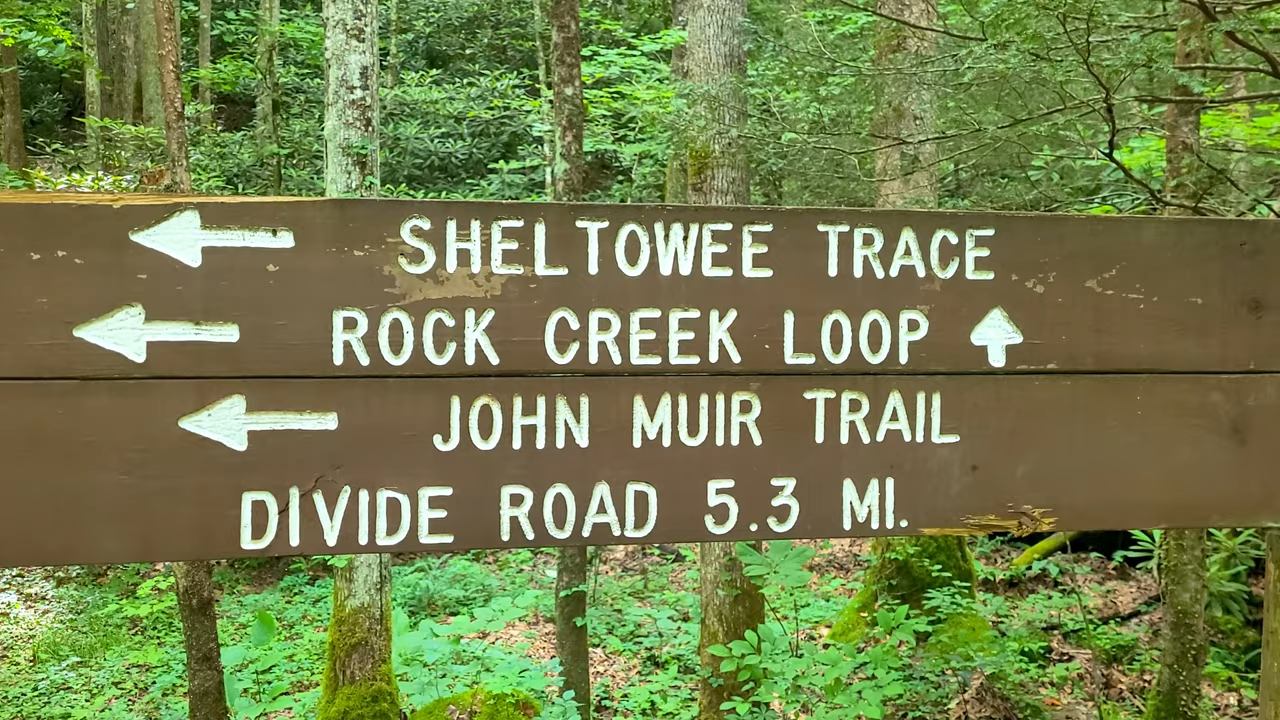 SHELTOWEE TRACE
ROCK CREEK LOOP
JOHN MUIR TRAIL
DIVIDE ROAD 5.3 MI.